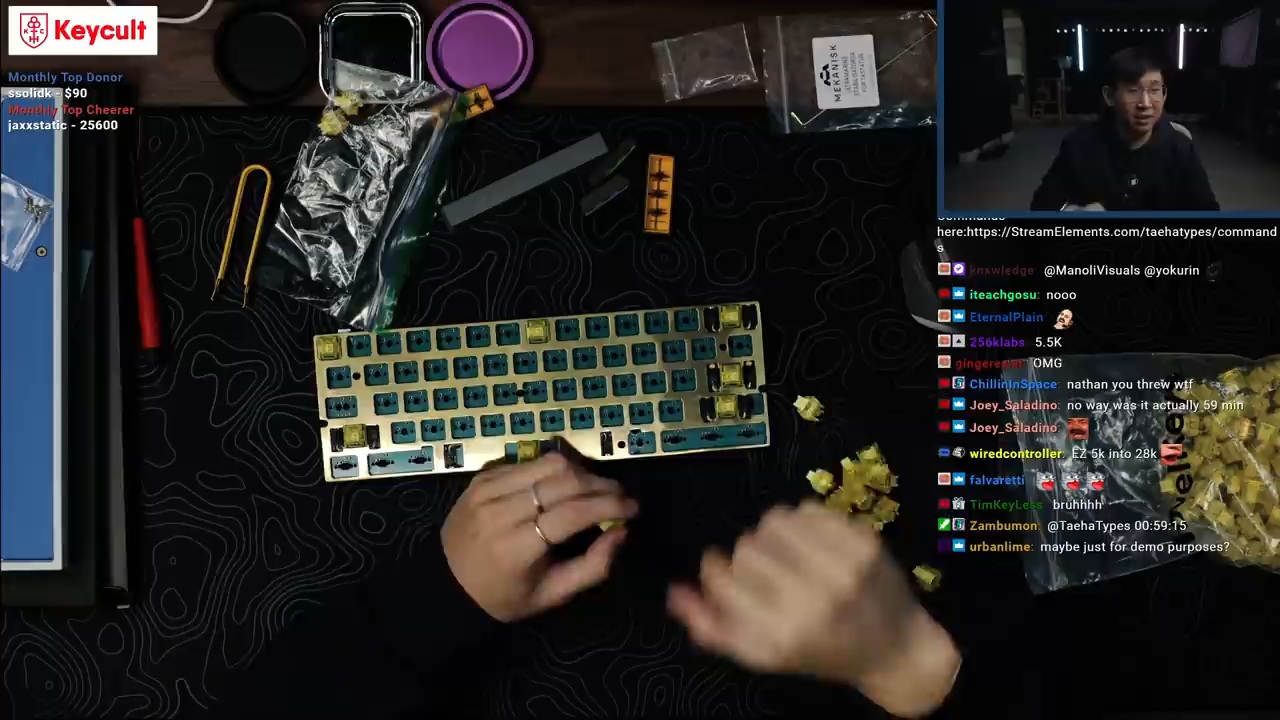 Keycult
Monthly Top Donor
ssolidk - $90
Monthly Top Cheerer
jaxxstatic - 25600
MEKANISK
Commands
here:https://StreamElements.com/taehatypes/command
s
knxwledge @ManoliVisuals @yokurin
iteachgosu: nooo
EternalPlain
256klabs 5.5K
OMG
ChillinInSpace: nathan you threw wtf
Joey_Saladino: no way was it actually 59 min
Joey_Saladino:
wiredcontroller: EZ 5k into 28k
falvaretti
TimKeyLess: bruhhhh
Zambumon: @TaehaTypes 00:59:15
urbanlime: maybe just for demo purposes?